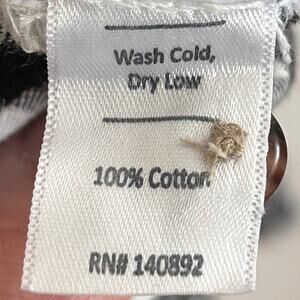 Wash Cold,
Dry Low
100% Cotton
RN# 140892